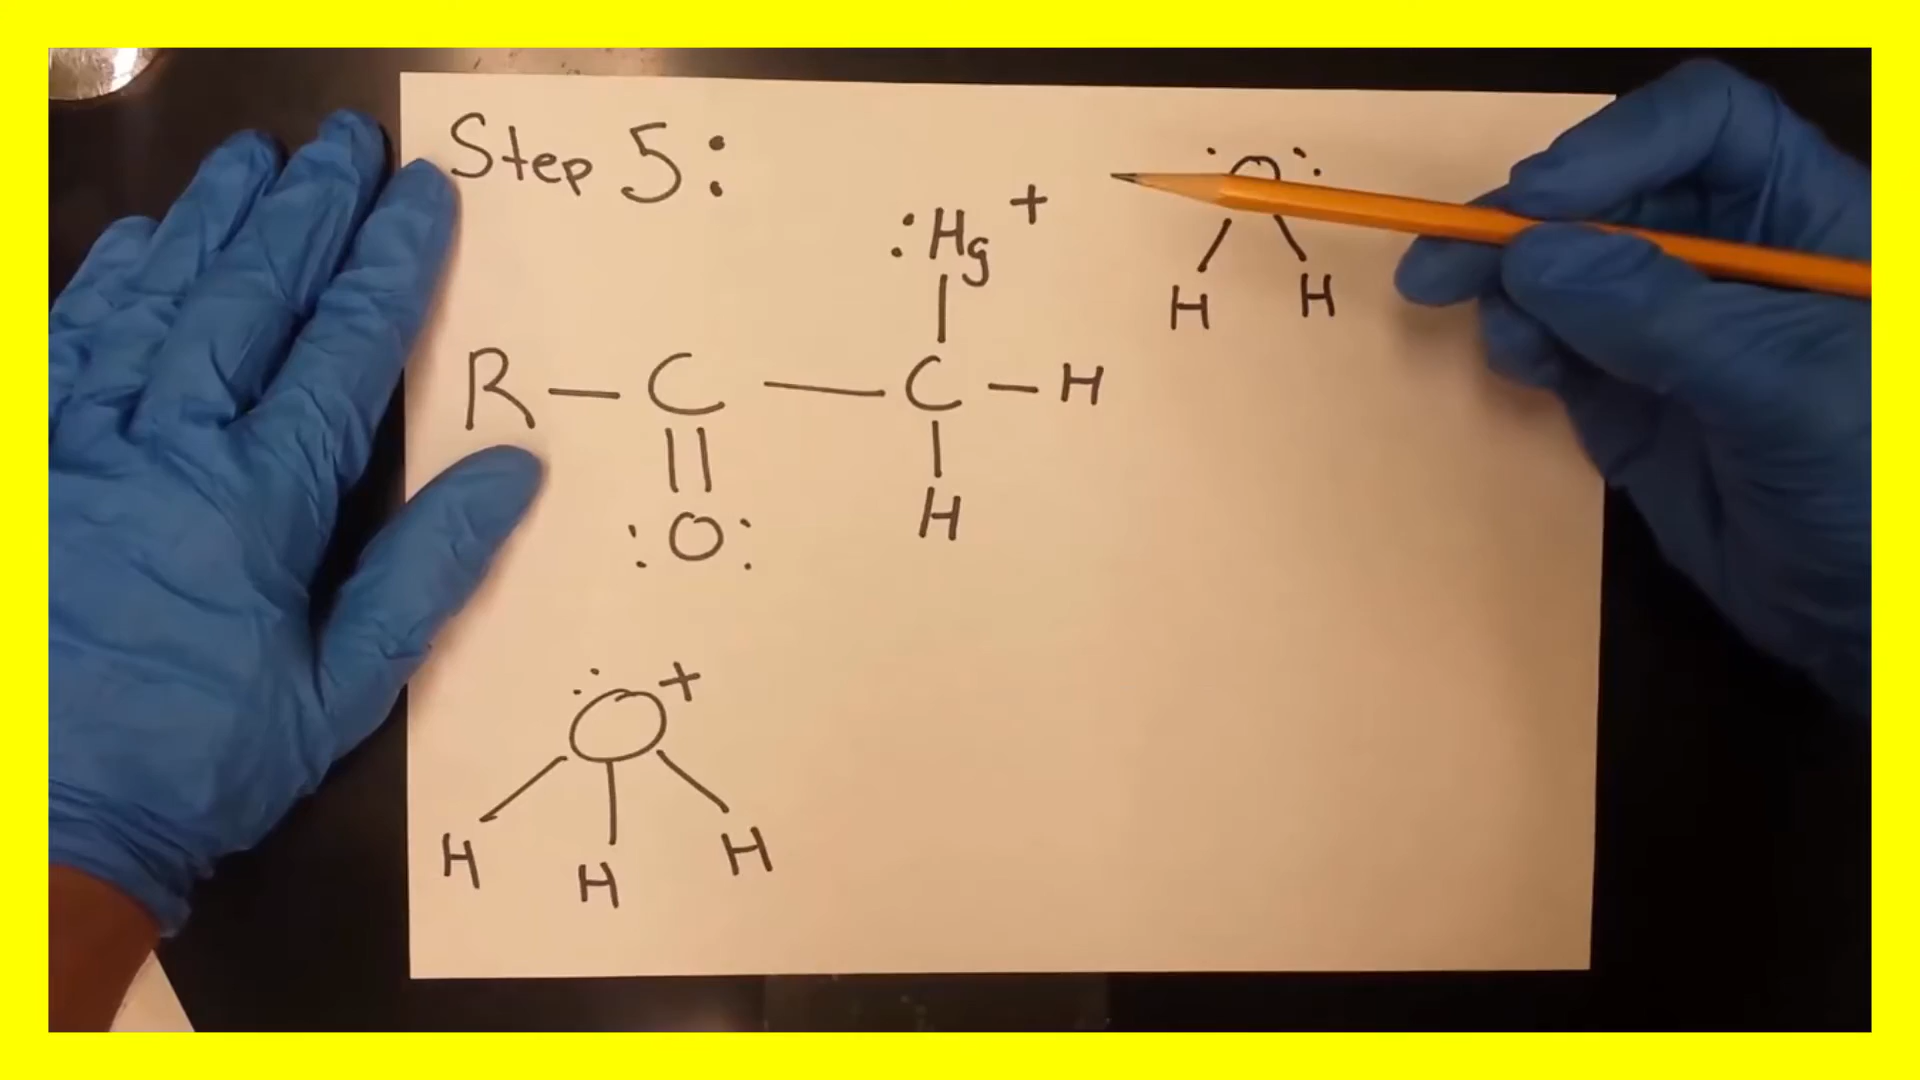 Step 5:
:Hg +
O
H H
R — C — C — H
:O: H
O +
H H H